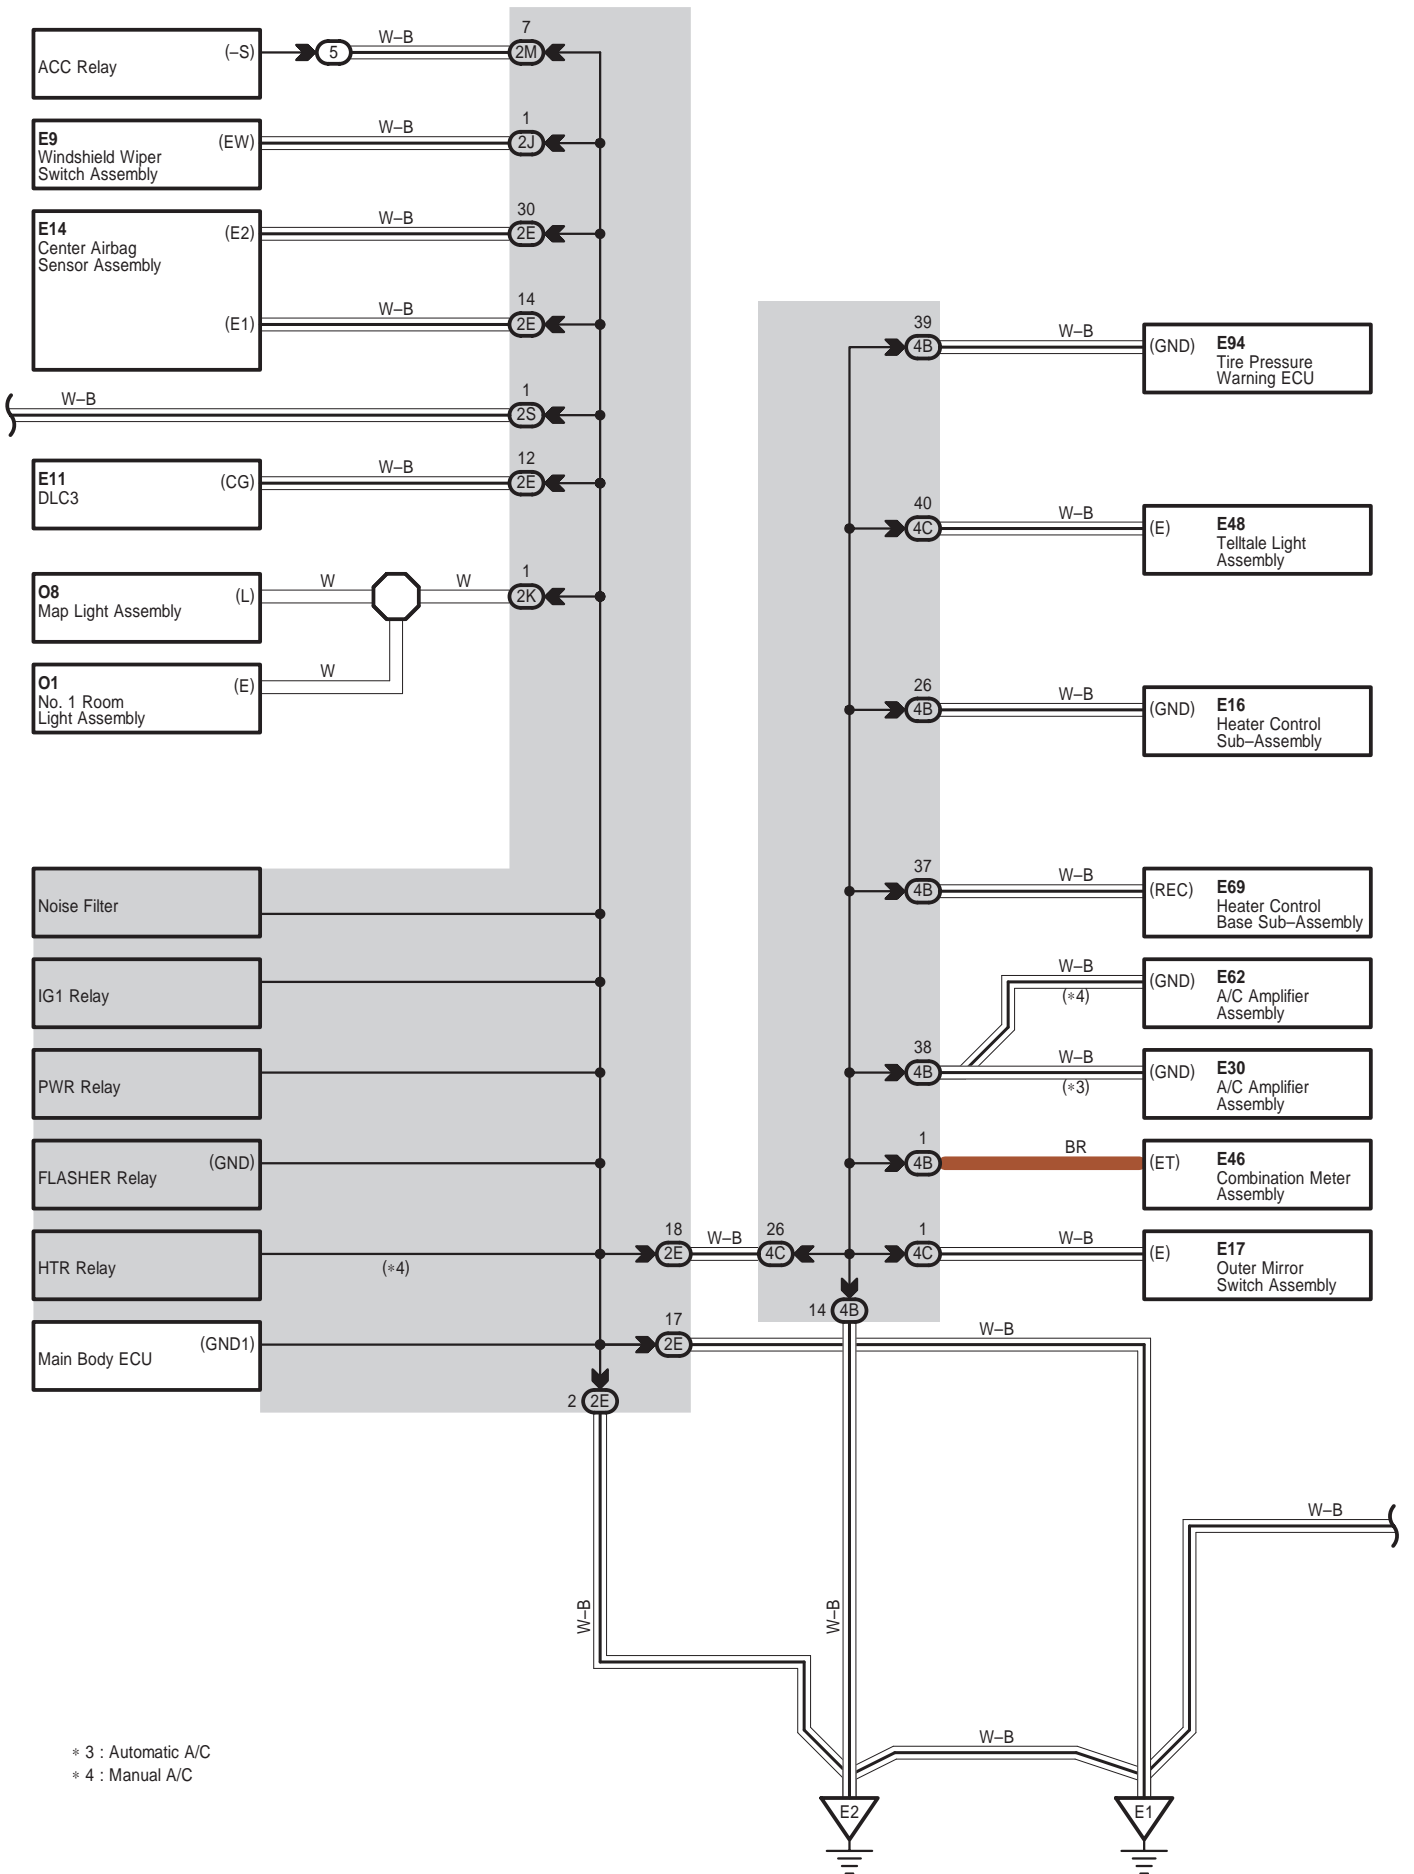 7
ACC Relay
(–S)
5
W–B
2M
E9
Windshield Wiper
Switch Assembly
(EW)
W–B
1
2J
E14
Center Airbag
Sensor Assembly
(E2)
W–B
30
2E
(E1)
W–B
14
2E
W–B
1
2S
E11
DLC3
(CG)
W–B
12
2E
O8
Map Light Assembly
(L)
W
W
1
2K
O1
No. 1 Room
Light Assembly
(E)
W
Noise Filter
IG1 Relay
PWR Relay
FLASHER Relay
(GND)
HTR Relay
(∗4)
18
2E
W–B
26
4C
Main Body ECU
(GND1)
17
2E
W–B
2
2E
39
4B
W–B
(GND)
E94
Tire Pressure
Warning ECU
40
4C
W–B
(E)
E48
Telltale Light
Assembly
26
4B
W–B
(GND)
E16
Heater Control
Sub–Assembly
37
4B
W–B
(REC)
E69
Heater Control
Base Sub–Assembly
W–B
(∗4)
(GND)
E62
A/C Amplifier
Assembly
38
4B
W–B
(∗3)
(GND)
E30
A/C Amplifier
Assembly
1
4B
BR
(ET)
E46
Combination Meter
Assembly
1
4C
W–B
(E)
E17
Outer Mirror
Switch Assembly
14
4B
W–B
W–B
W–B
W–B
E2
E1
∗ 3 : Automatic A/C
∗ 4 : Manual A/C